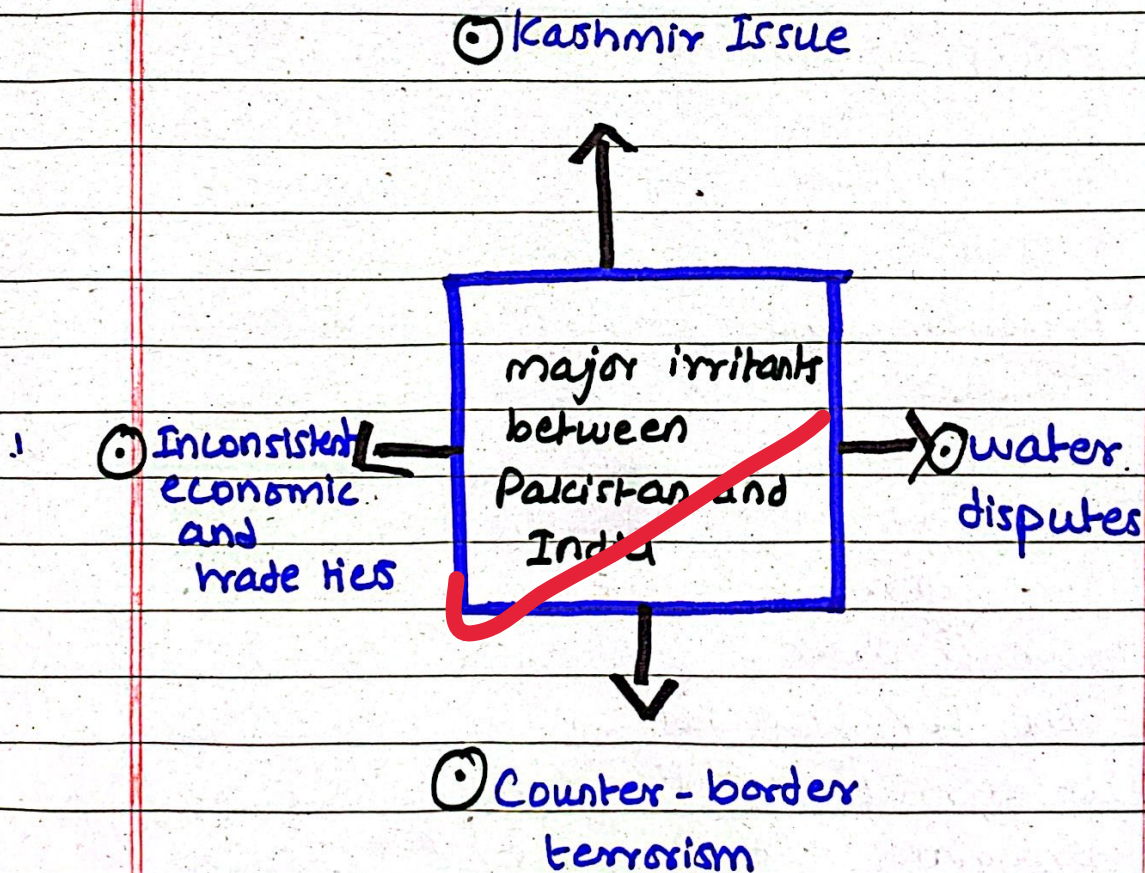 Kashmir Issue
major irritants
between
Pakistan and
India
Inconsistent
economic
and
trade ties
water
disputes
Counter-border
terrorism